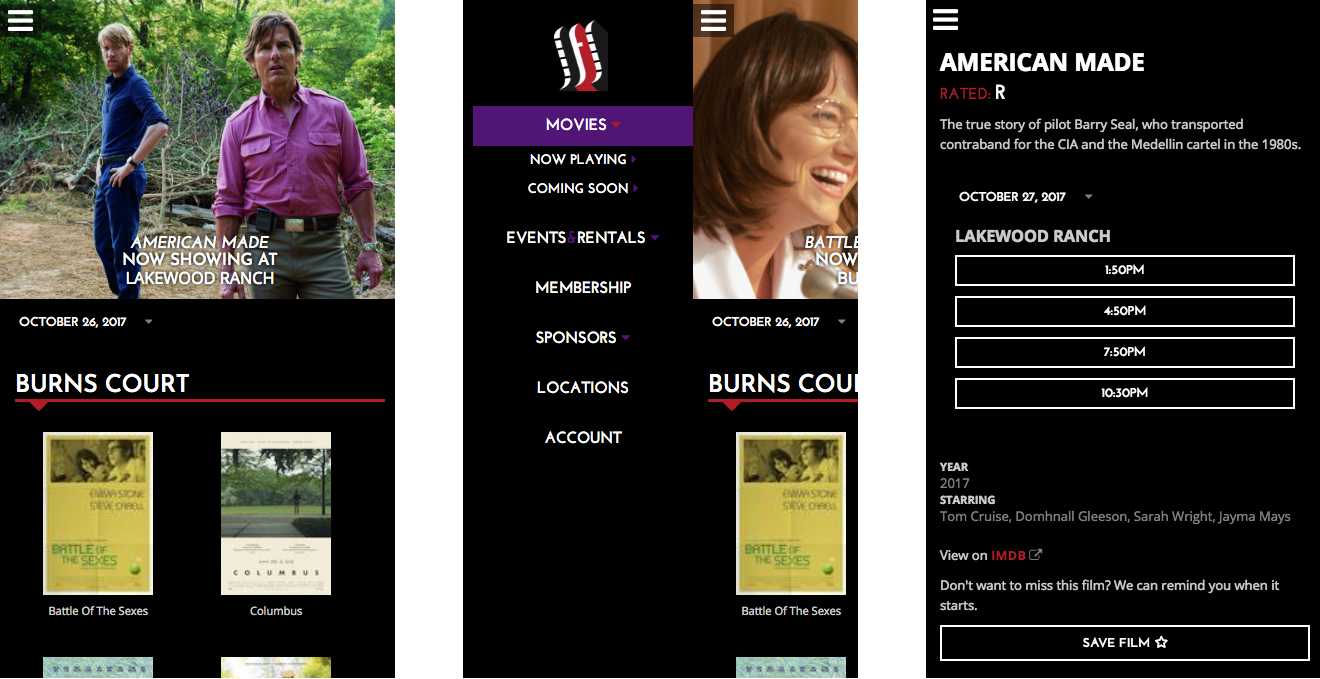 AMERICAN MADE
NOW SHOWING AT
LAKEWOOD RANCH
OCTOBER 26, 2017
BURNS COURT
EMMA STONE
STEVE CARELL
BATTLE OF
THE SEXES
COLUMBUS
Battle Of The Sexes
Columbus
MOVIES
NOW PLAYING
COMING SOON
EVENTS&RENTALS
MEMBERSHIP
SPONSORS
LOCATIONS
ACCOUNT
BATTLE
NOW
BU
OCTOBER 26, 2017
BURNS COU
EMMA STONE
STEVE CARELL
BATTLE OF
THE SEXES
Battle Of The Sexes
AMERICAN MADE
RATED: R
The true story of pilot Barry Seal, who transported
contraband for the CIA and the Medellin cartel in the 1980s.
OCTOBER 27, 2017
LAKEWOOD RANCH
1:50PM
4:50PM
7:50PM
10:30PM
YEAR
2017
STARRING
Tom Cruise, Domhnall Gleeson, Sarah Wright, Jayma Mays
View on IMDB
Don't want to miss this film? We can remind you when it
starts.
SAVE FILM